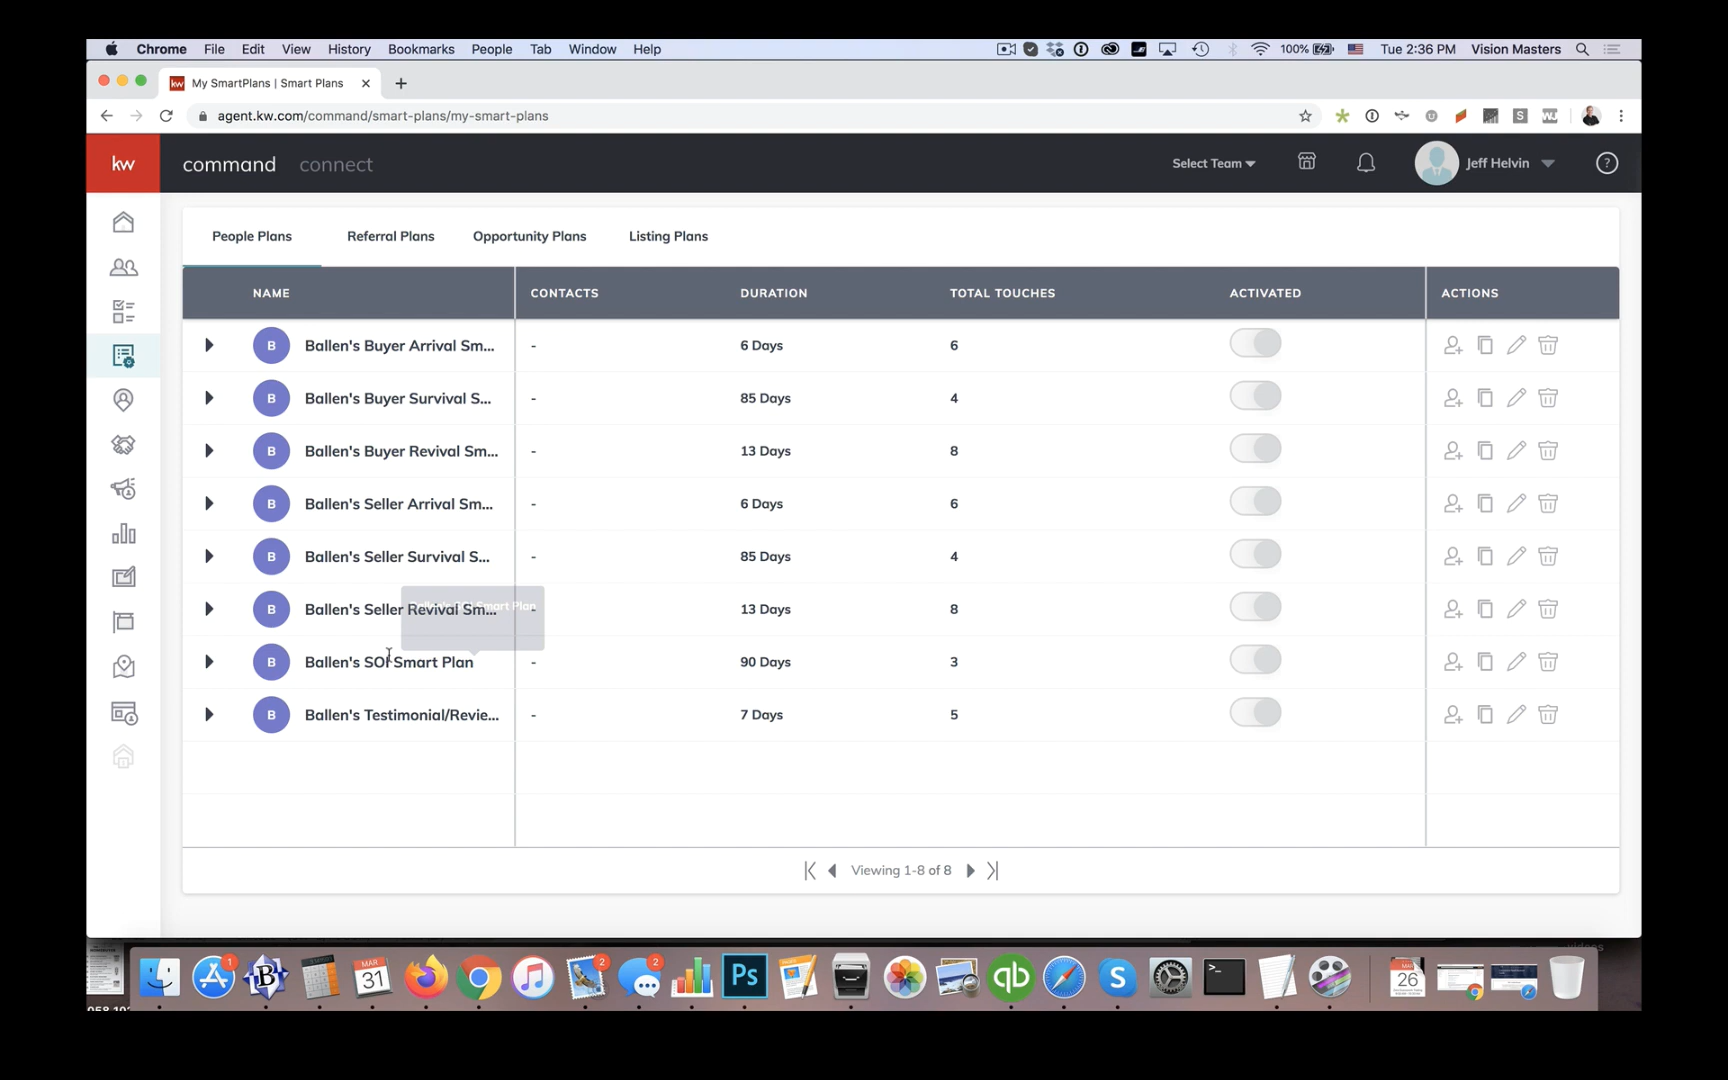 Chrome File Edit View History Bookmarks People Tab Window Help 100% Tue 2:36 PM Vision Masters
My SmartPlans | Smart Plans
agent.kw.com/command/smart-plans/my-smart-plans
kw command connect Select Team Jeff Helvin ?
People Plans Referral Plans Opportunity Plans Listing Plans
NAME CONTACTS DURATION TOTAL TOUCHES ACTIVATED ACTIONS
B Ballen's Buyer Arrival Sm... - 6 Days 6
B Ballen's Buyer Survival S... - 85 Days 4
B Ballen's Buyer Revival Sm... - 13 Days 8
B Ballen's Seller Arrival Sm... - 6 Days 6
B Ballen's Seller Survival S... - 85 Days 4
B Ballen's Seller Revival Sm... - 13 Days 8
B Ballen's SOI Smart Plan - 90 Days 3
B Ballen's Testimonial/Revie... - 7 Days 5
Viewing 1-8 of 8
1 B MAR 31 2 2 Ps qb S 26